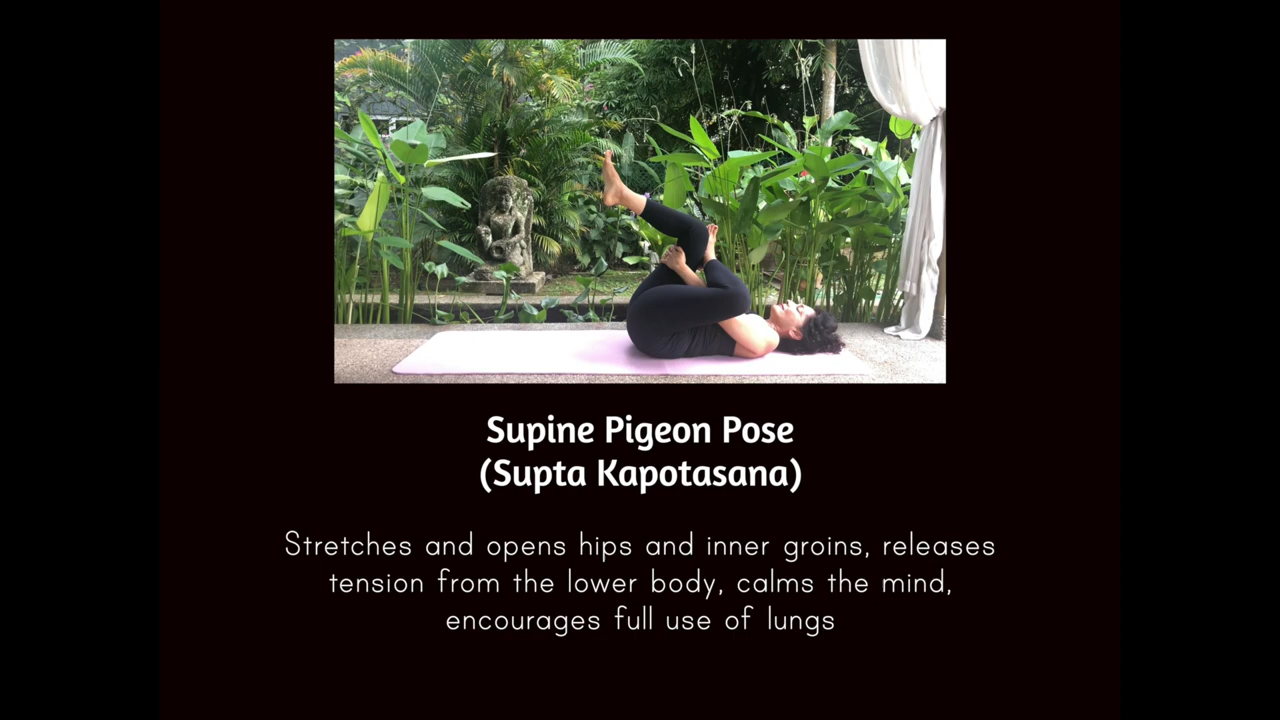 Supine Pigeon Pose
(Supta Kapotasana)
Stretches and opens hips and inner groins, releases
tension from the lower body, calms the mind,
encourages full use of lungs